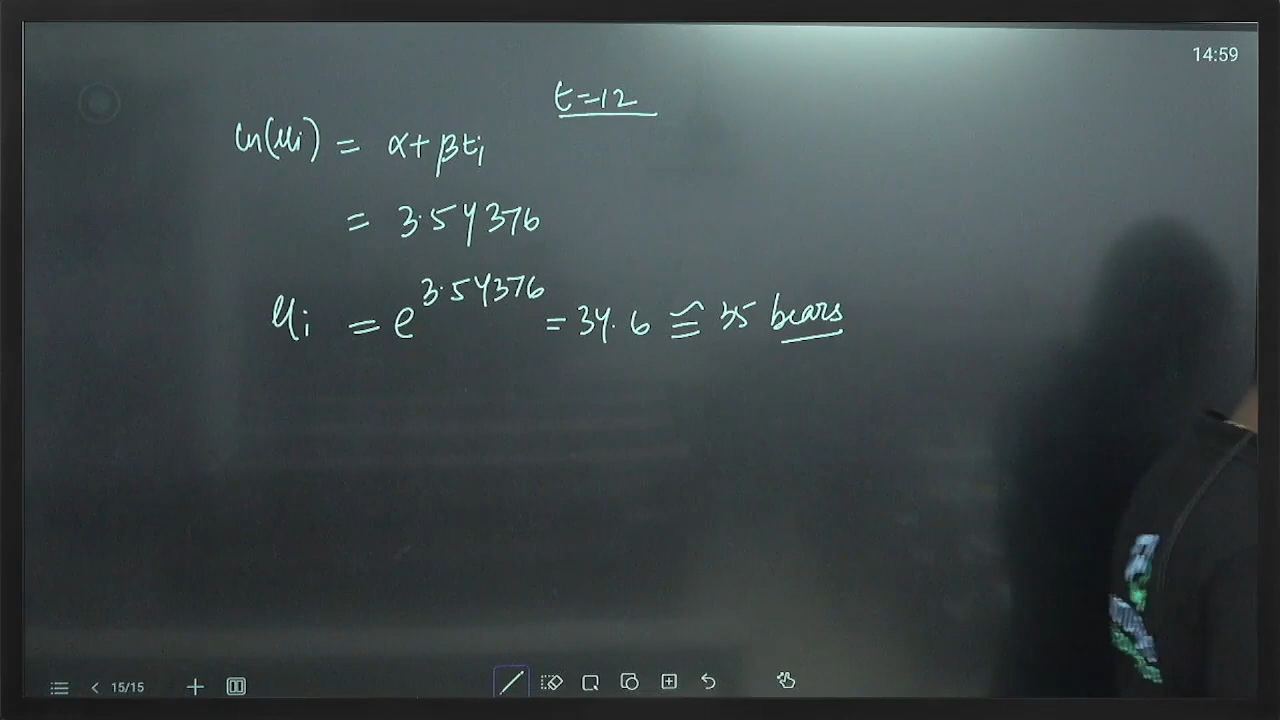 14:59
t=12
ln(μi) = α+βti
= 3.54376
μi = e^3.54376 = 34.6 ≅ 35 bears
15/15